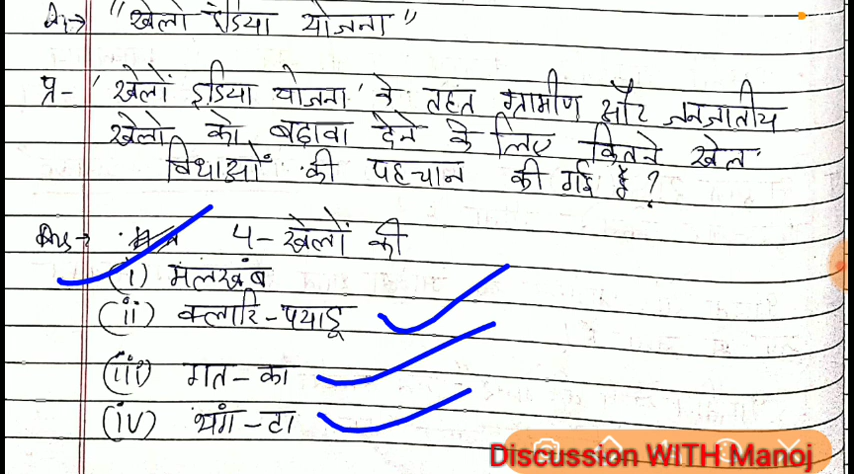 Ans→ "खेलो इंडिया योजना"
प्र- 'खेलों इंडिया योजना' के तहत ग्रामीण और जनजातीय
खेलो को बढ़ावा देने के लिए कितने खेल
विधाओं की पहचान की गई है?
Ans→ 4-खेलों की
(i) मलखंब
(ii) क्लारि-पयाडू
(iii) गत-का
(iv) थांग-टा
Discussion WITH Manoj